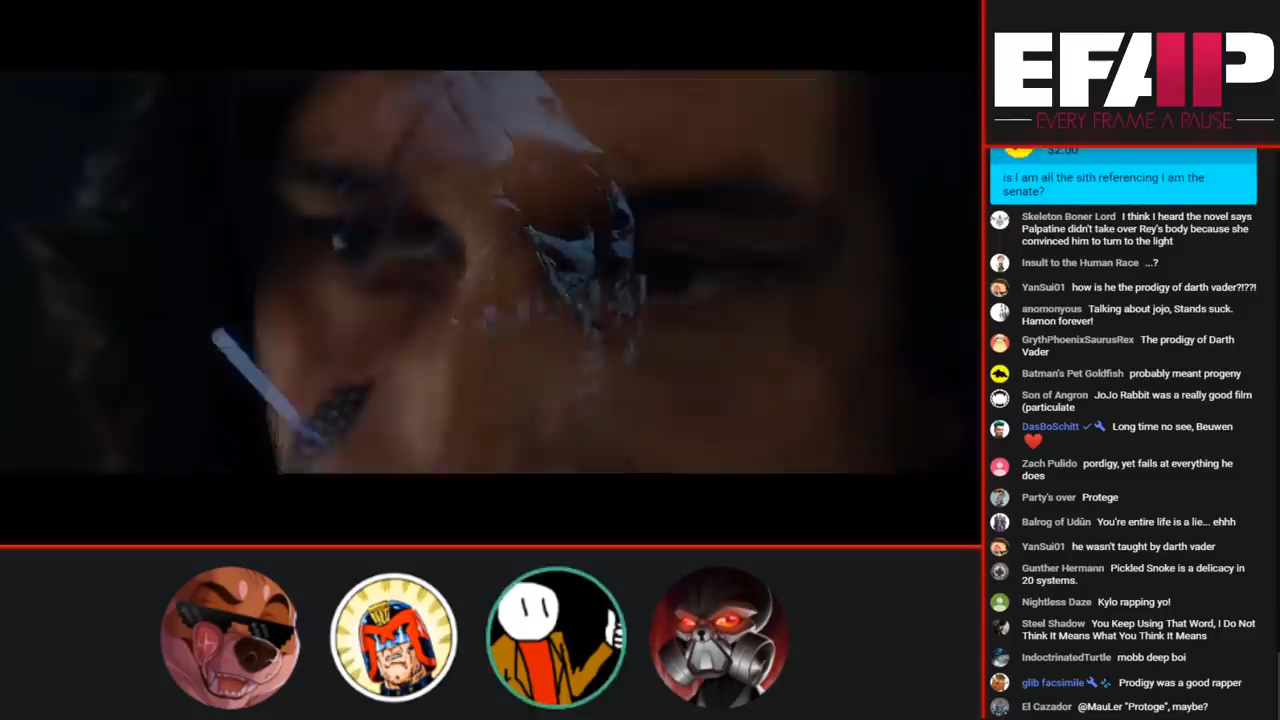 EFAP
EVERY FRAME A PAUSE
$2.00
is I am all the sith referencing I am the
senate?
Skeleton Boner Lord I think I heard the novel says
Palpatine didn't take over Rey's body because she
convinced him to turn to the light
Insult to the Human Race ...?
YanSui01 how is he the prodigy of darth vader?!??!
anomonyous Talking about jojo, Stands suck.
Hamon forever!
GrythPhoenixSaurusRex The prodigy of Darth
Vader
Batman's Pet Goldfish probably meant progeny
Son of Angron JoJo Rabbit was a really good film
(particulate
DasBoSchitt Long time no see, Beuwen
Zach Pulido pordigy, yet fails at everything he
does
Party's over Protege
Balrog of Udûn You're entire life is a lie... ehhh
YanSui01 he wasn't taught by darth vader
Gunther Hermann Pickled Snoke is a delicacy in
20 systems.
Nightless Daze Kylo rapping yo!
Steel Shadow You Keep Using That Word, I Do Not
Think It Means What You Think It Means
IndoctrinatedTurtle mobb deep boi
glib facsimile Prodigy was a good rapper
El Cazador @MauLer "Protoge", maybe?